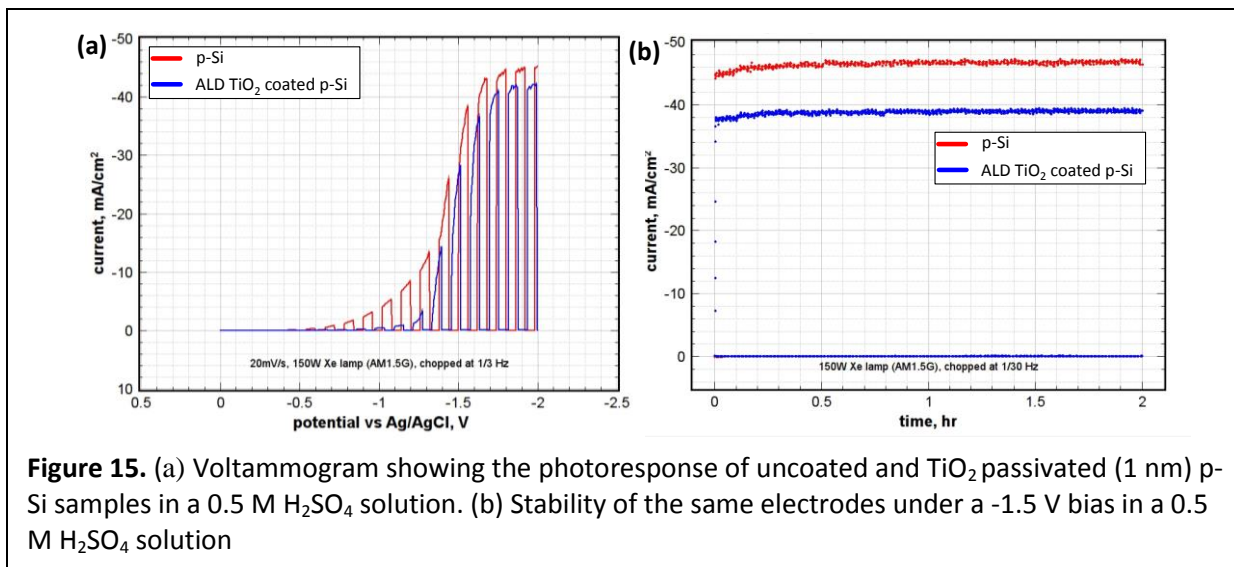 (a)
-50
-40
-30
-20
-10
0
10
current, mA/cm²
p-Si
ALD TiO₂ coated p-Si
20mV/s, 150W Xe lamp (AM1.5G), chopped at 1/3 Hz
0.5 0 -0.5 -1 -1.5 -2 -2.5
potential vs Ag/AgCl, V
(b)
-50
-40
-30
-20
-10
0
current, mA/cm²
p-Si
ALD TiO₂ coated p-Si
150W Xe lamp (AM1.5G), chopped at 1/30 Hz
0 0.5 1 1.5 2
time, hr
Figure 15. (a) Voltammogram showing the photoresponse of uncoated and TiO₂ passivated (1 nm) p-
Si samples in a 0.5 M H₂SO₄ solution. (b) Stability of the same electrodes under a -1.5 V bias in a 0.5
M H₂SO₄ solution